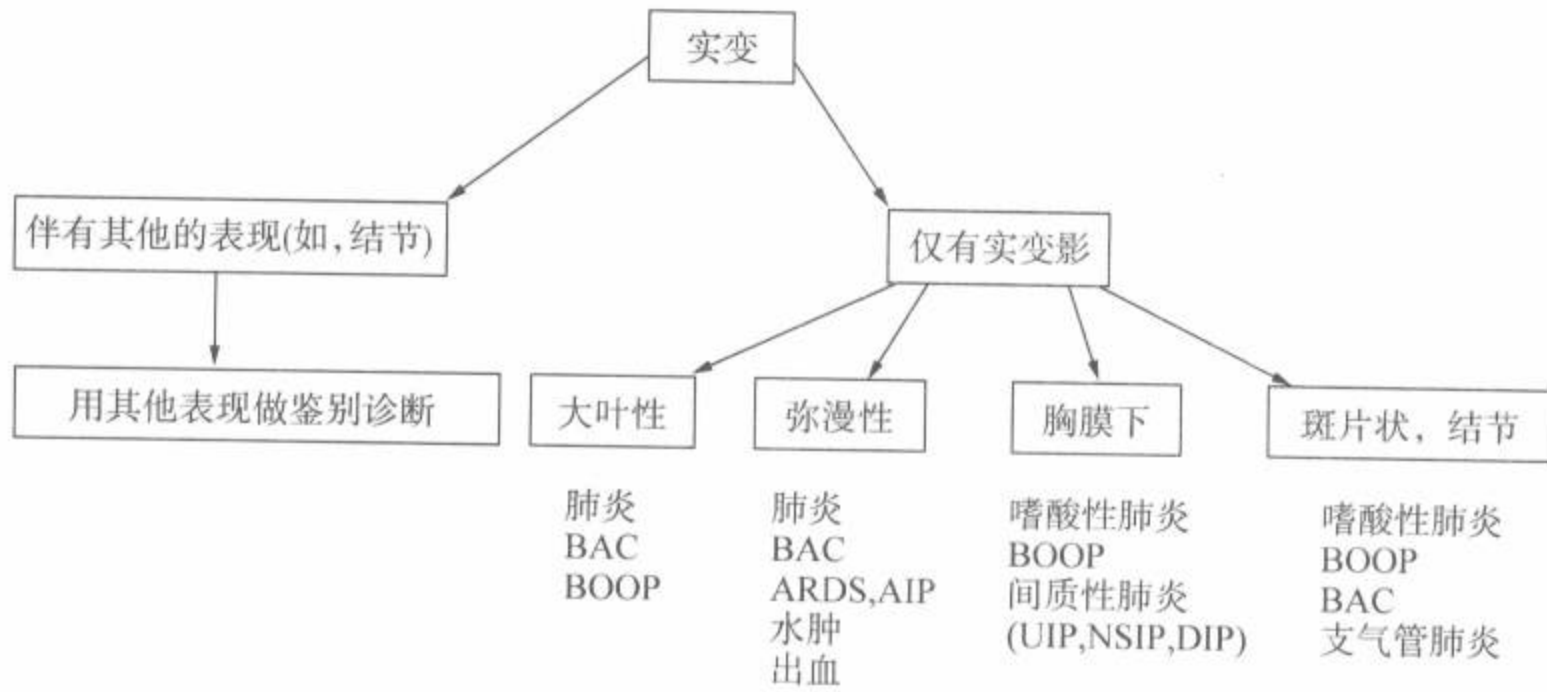 实变
伴有其他的表现(如,结节)
仅有实变影
用其他表现做鉴别诊断
大叶性
弥漫性
胸膜下
斑片状，结节
肺炎
BAC
BOOP
肺炎
BAC
ARDS,AIP
水肿
出血
嗜酸性肺炎
BOOP
间质性肺炎
(UIP,NSIP,DIP)
嗜酸性肺炎
BOOP
BAC
支气管肺炎